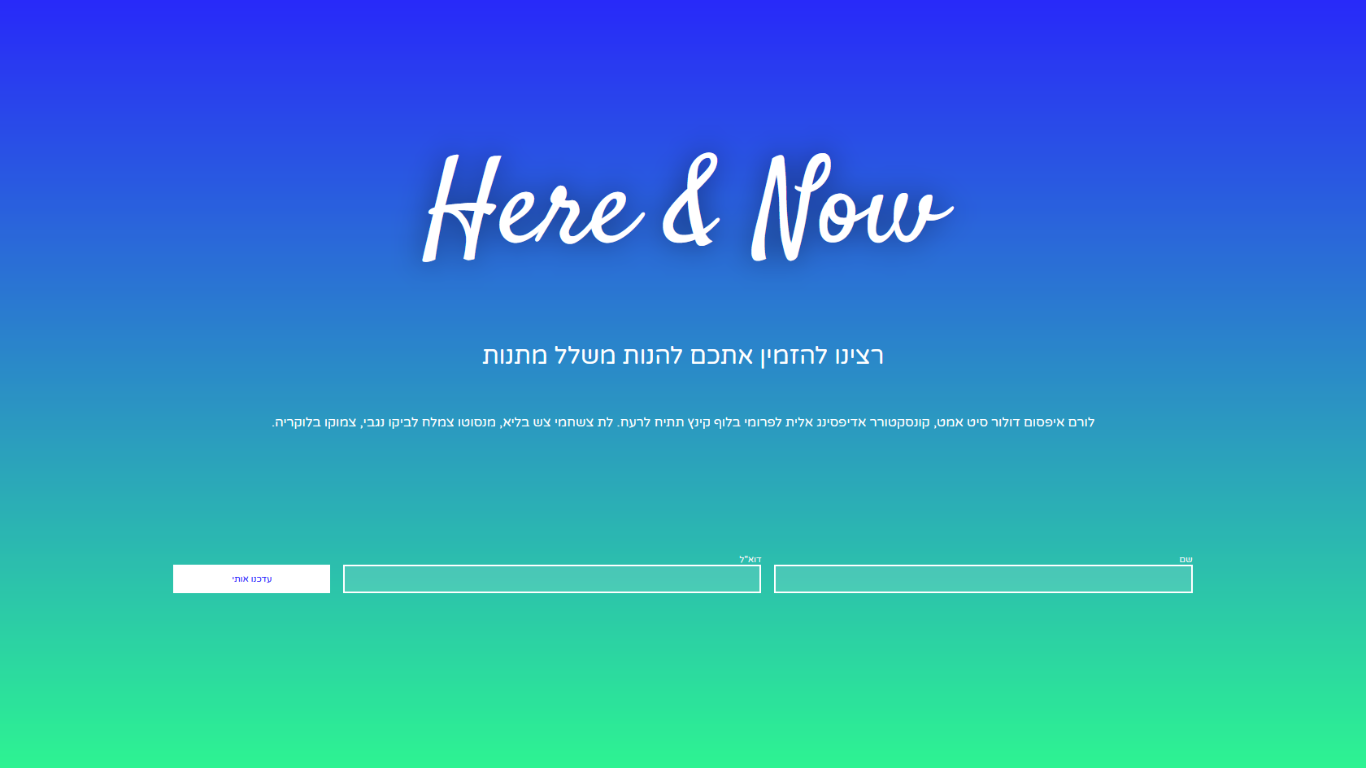 Here & Now
רצינו להזמין אתכם להנות משלל מתנות
לורם איפסום דולור סיט אמט, קונסקטורר אדיפסינג אלית לפרומי בלוף קינץ תתיח לרעח. לת צשחמי צש בליא, מנסוטו צמלח לביקו ננבי, צמוקו בלוקריה.
שם
דוא"ל
עדכנו אותי